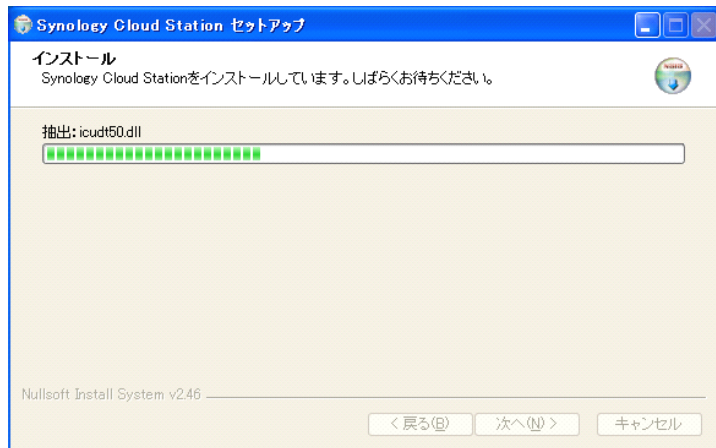 Synology Cloud Station セットアップ
インストール
Synology Cloud Stationをインストールしています。しばらくお待ちください。
抽出: icudt50.dll
Nullsoft Install System v2.46
< 戻る(B) 次へ(N) > キャンセル